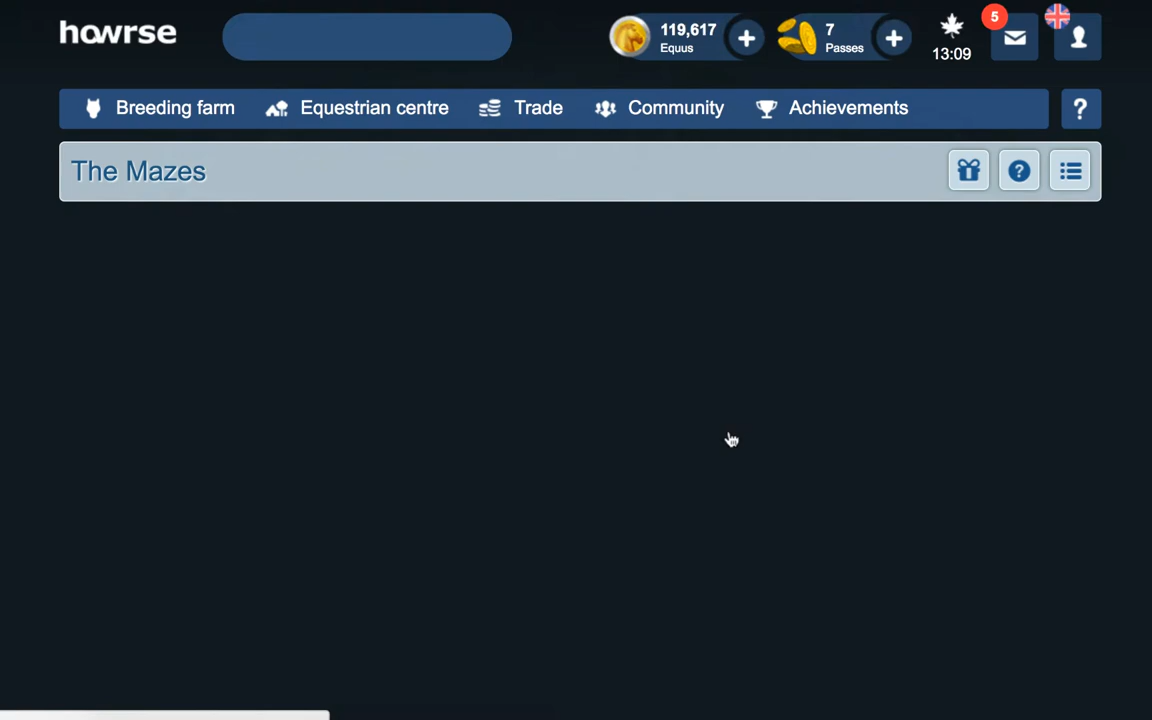 howrse
119,617
Equus
7
Passes
13:09
5
Breeding farm
Equestrian centre
Trade
Community
Achievements
?
The Mazes
?